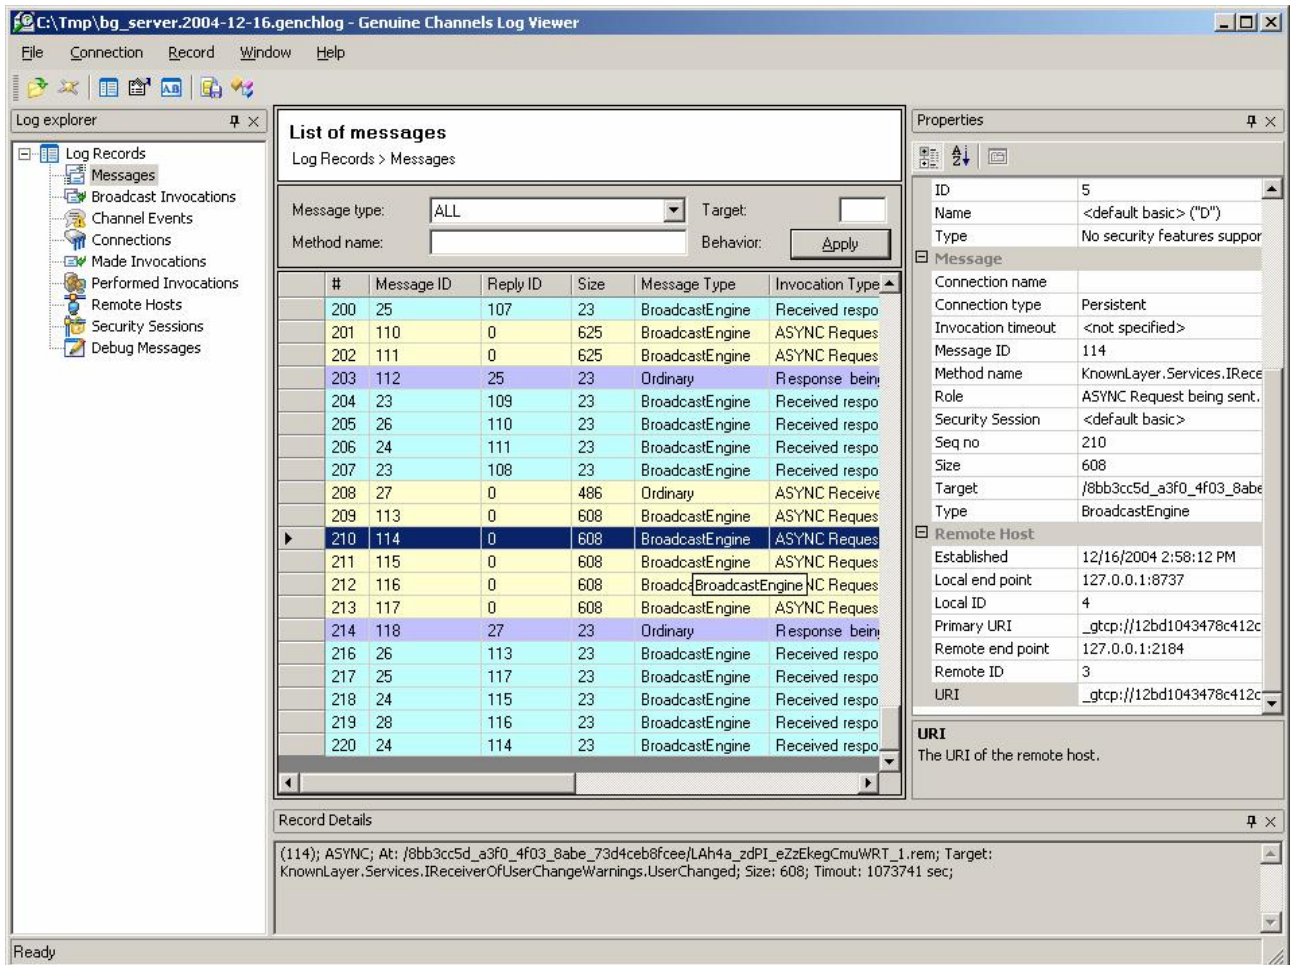 C:\Tmp\bg_server.2004-12-16.genchlog - Genuine Channels Log Viewer
File Connection Record Window Help
Log explorer
Log Records
Messages
Broadcast Invocations
Channel Events
Connections
Made Invocations
Performed Invocations
Remote Hosts
Security Sessions
Debug Messages
List of messages
Log Records > Messages
Message type: ALL Target:
Method name: Behavior: Apply
# Message ID Reply ID Size Message Type Invocation Type
200 25 107 23 BroadcastEngine Received respo
201 110 0 625 BroadcastEngine ASYNC Reques
202 111 0 625 BroadcastEngine ASYNC Reques
203 112 25 23 Ordinary Response bein
204 23 109 23 BroadcastEngine Received respo
205 26 110 23 BroadcastEngine Received respo
206 24 111 23 BroadcastEngine Received respo
207 23 108 23 BroadcastEngine Received respo
208 27 0 486 Ordinary ASYNC Receive
209 113 0 608 BroadcastEngine ASYNC Reques
210 114 0 608 BroadcastEngine ASYNC Reques
211 115 0 608 BroadcastEngine ASYNC Reques
212 116 0 608 Broadca BroadcastEngine NC Reques
213 117 0 608 BroadcastEngine ASYNC Reques
214 118 27 23 Ordinary Response bein
216 26 113 23 BroadcastEngine Received respo
217 25 117 23 BroadcastEngine Received respo
218 24 115 23 BroadcastEngine Received respo
219 28 116 23 BroadcastEngine Received respo
220 24 114 23 BroadcastEngine Received respo
Properties
ID 5
Name <default basic> ("D")
Type No security features suppor
Message
Connection name
Connection type Persistent
Invocation timeout <not specified>
Message ID 114
Method name KnownLayer.Services.IRece
Role ASYNC Request being sent.
Security Session <default basic>
Seq no 210
Size 608
Target /8bb3cc5d_a3f0_4f03_8abe
Type BroadcastEngine
Remote Host
Established 12/16/2004 2:58:12 PM
Local end point 127.0.0.1:8737
Local ID 4
Primary URI _gtcp://12bd1043478c412c
Remote end point 127.0.0.1:2184
Remote ID 3
URI _gtcp://12bd1043478c412c
URI
The URI of the remote host.
Record Details
(114); ASYNC; At: /8bb3cc5d_a3f0_4f03_8abe_73d4ceb8fcee/LAh4a_zdPI_eZzEkegCmuWRT_1.rem; Target:
KnownLayer.Services.IReceiverOfUserChangeWarnings.UserChanged; Size: 608; Timout: 1073741 sec;
Ready